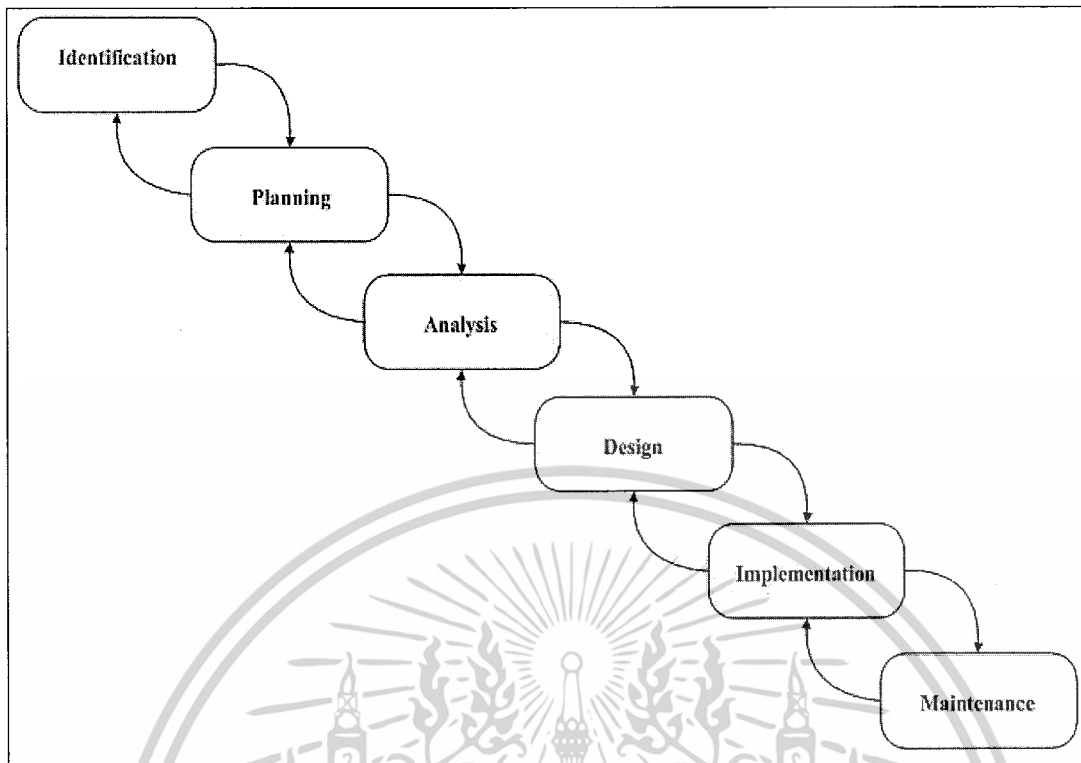 Identification
Planning
Analysis
Design
Implementation
Maintenance